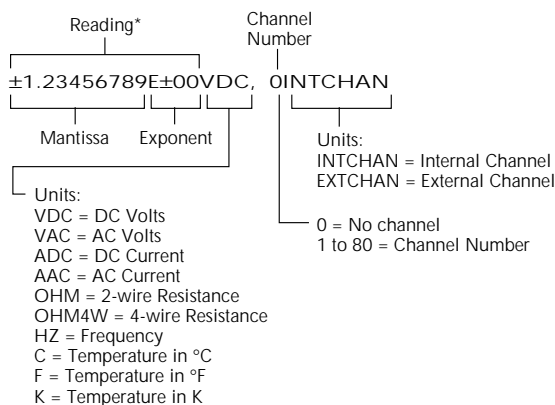 Reading*
Channel
Number
±1.23456789E±00VDC, 0INTCHAN
Mantissa
Exponent
Units:
INTCHAN = Internal Channel
EXTCHAN = External Channel
0 = No channel
1 to 80 = Channel Number
Units:
VDC = DC Volts
VAC = AC Volts
ADC = DC Current
AAC = AC Current
OHM = 2-wire Resistance
OHM4W = 4-wire Resistance
HZ = Frequency
C = Temperature in °C
F = Temperature in °F
K = Temperature in K